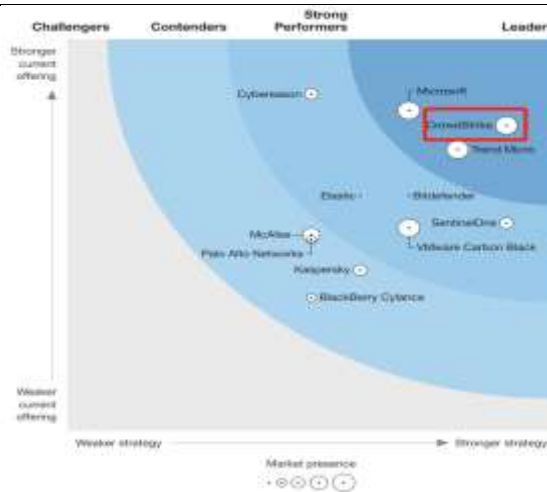 Challengers
Contenders
Strong
Performers
Leader
Stronger
current
offering
Cybereason
Microsoft
CrowdStrike
Trend Micro
Elastic
Bitdefender
McAfee
SentinelOne
Palo Alto Networks
VMware Carbon Black
Kaspersky
BlackBerry Cylance
Weaker
current
offering
Weaker strategy
Stronger strategy
Market presence